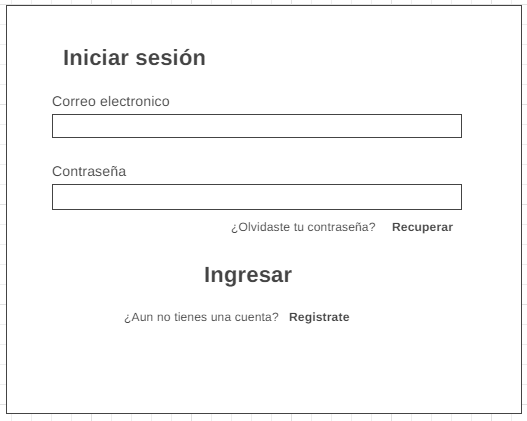 Iniciar sesión
Correo electronico
Contraseña
¿Olvidaste tu contraseña? Recuperar
Ingresar
¿Aun no tienes una cuenta? Registrate